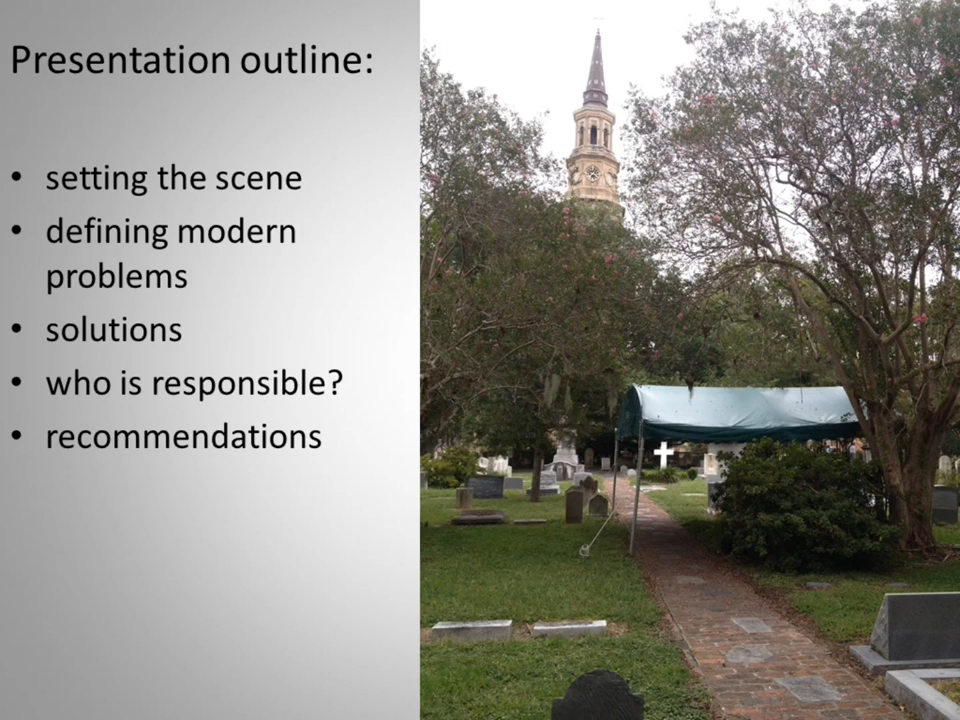 Presentation outline:
• setting the scene
• defining modern
problems
• solutions
• who is responsible?
• recommendations